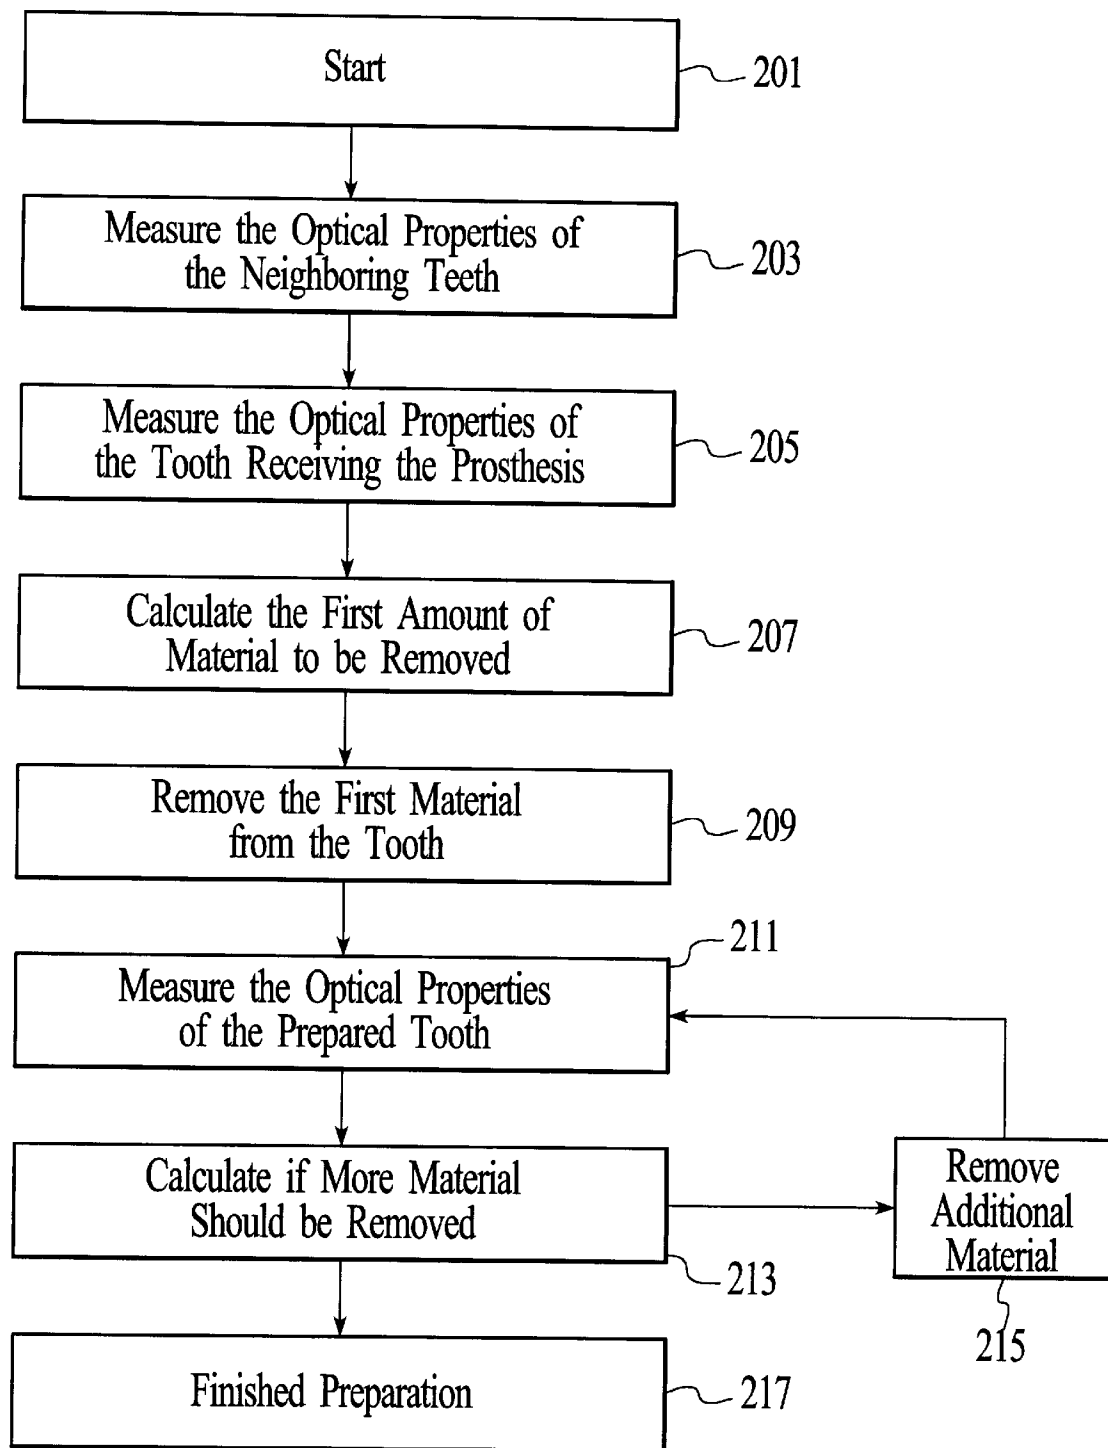 Start
201
Measure the Optical Properties of
the Neighboring Teeth
203
Measure the Optical Properties of
the Tooth Receiving the Prosthesis
205
Calculate the First Amount of
Material to be Removed
207
Remove the First Material
from the Tooth
209
211
Measure the Optical Properties
of the Prepared Tooth
Calculate if More Material
Should be Removed
213
Remove
Additional
Material
215
Finished Preparation
217